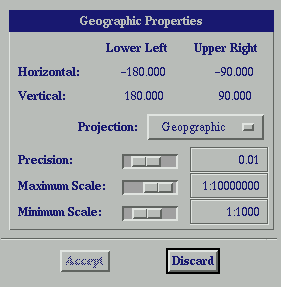 Geographic Properties
Lower Left Upper Right
Horizontal: -180.000 -90.000
Vertical: 180.000 90.000
Projection: Geopgraphic
Precision: 0.01
Maximum Scale: 1:10000000
Minimum Scale: 1:1000
Accept Discard